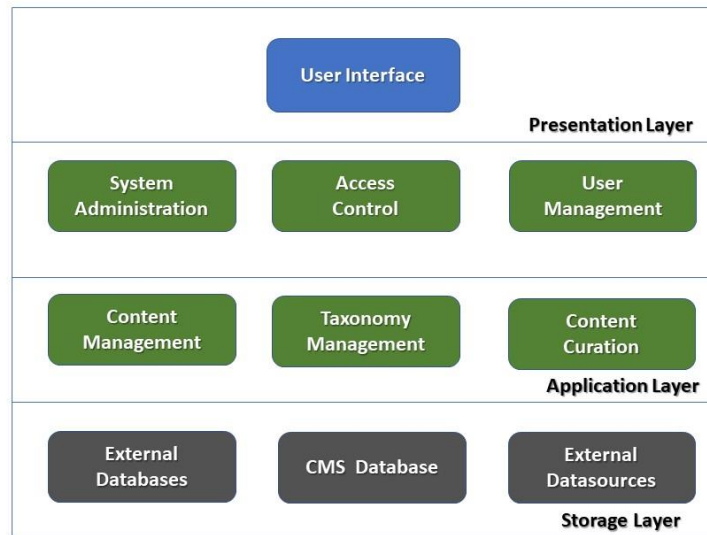 User Interface
Presentation Layer
System
Administration
Access
Control
User
Management
Content
Management
Taxonomy
Management
Content
Curation
Application Layer
External
Databases
CMS Database
External
Datasources
Storage Layer